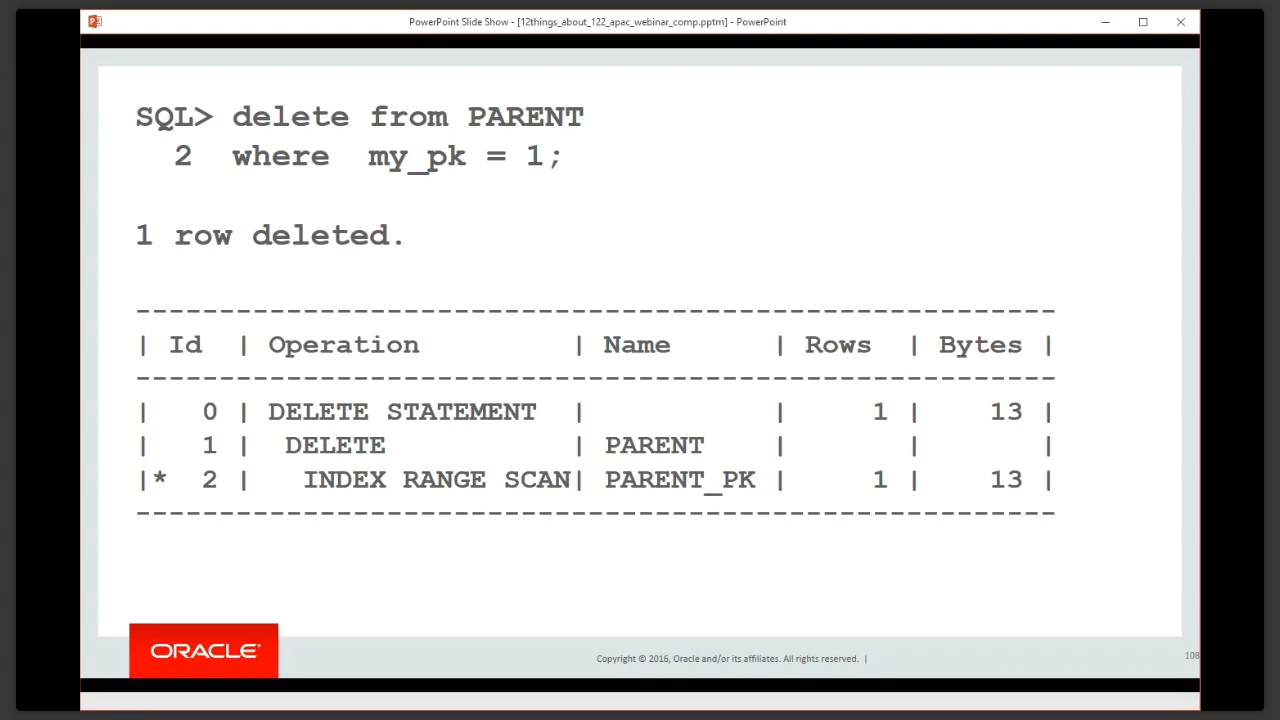 PowerPoint Slide Show - [12things_about_122_apac_webinar_comp.pptm] - PowerPoint
SQL> delete from PARENT
  2  where  my_pk = 1;
1 row deleted.
-------------------------------------------------------
| Id  | Operation         | Name      | Rows  | Bytes |
-------------------------------------------------------
|   0 | DELETE STATEMENT  |           |     1 |    13 |
|   1 |  DELETE           | PARENT    |       |       |
|*  2 |   INDEX RANGE SCAN| PARENT_PK |     1 |    13 |
-------------------------------------------------------
ORACLE
Copyright © 2016, Oracle and/or its affiliates. All rights reserved. |
108